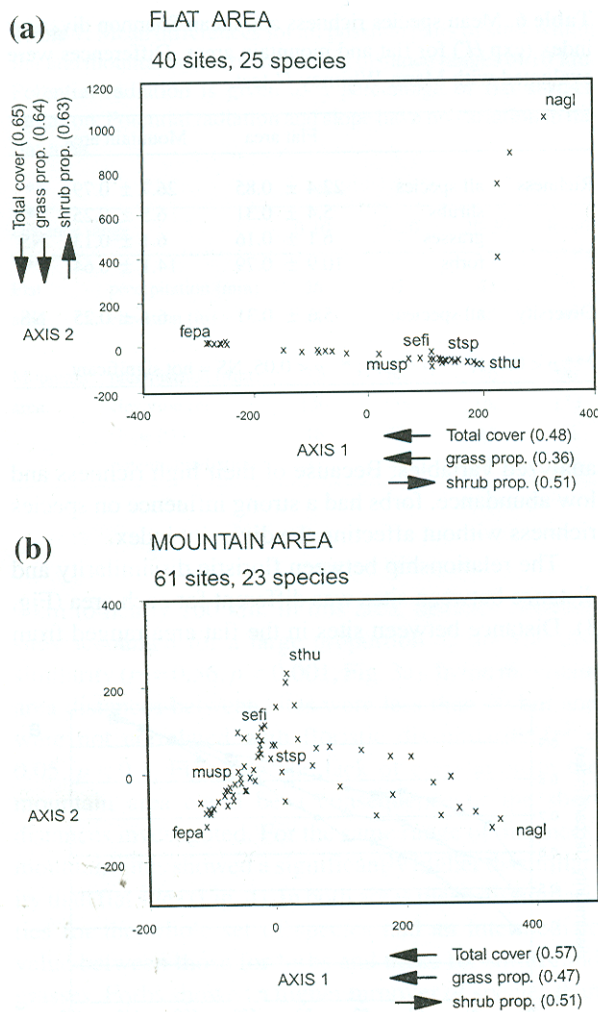 (a) FLAT AREA
40 sites, 25 species
Total cover (0.65)
grass prop. (0.64)
shrub prop. (0.63)
1200
1000
800
600
400
200
0
-200
AXIS 2
nagl
fepa
sefi
stsp
musp
sthu
-400
-200
0
200
400
AXIS 1
Total cover (0.48)
grass prop. (0.36)
shrub prop. (0.51)
(b) MOUNTAIN AREA
61 sites, 23 species
400
200
0
-200
AXIS 2
sthu
sefi
stsp
musp
fepa
nagl
-200
0
200
400
AXIS 1
Total cover (0.57)
grass prop. (0.47)
shrub prop. (0.51)